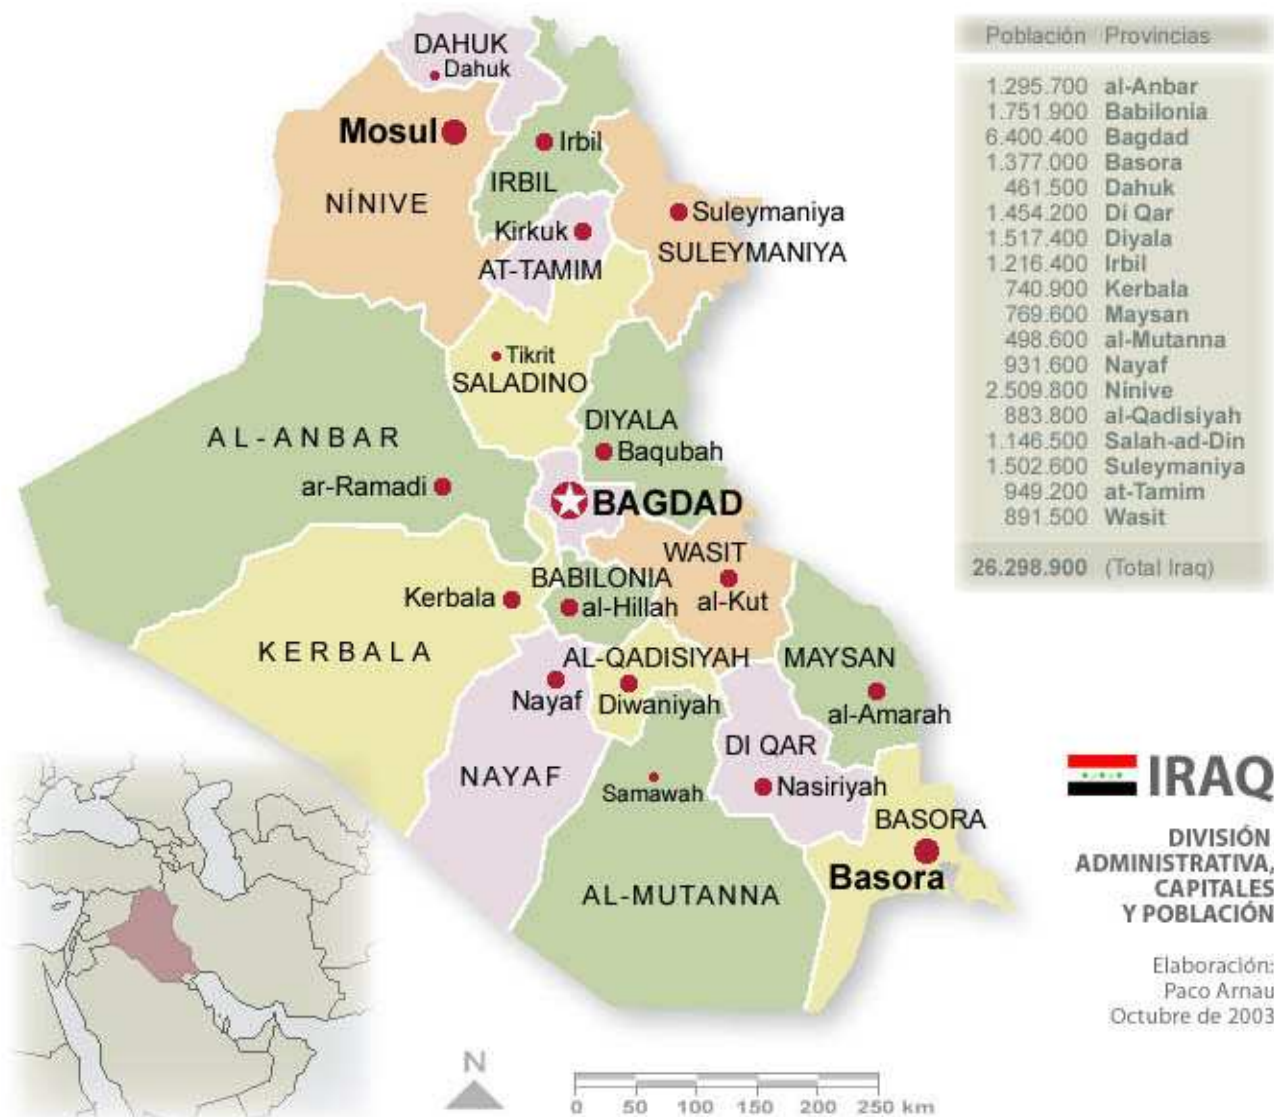 DAHUK
Dahuk
Mosul
Irbil
IRBIL
NÍNIVE
Suleymaniya
SULEYMANIYA
Kirkuk
AT-TAMIM
Tikrit
SALADINO
DIYALA
Baqubah
AL-ANBAR
ar-Ramadi
BAGDAD
WASIT
al-Kut
BABILONIA
al-Hillah
Kerbala
KERBALA
AL-QADISIYAH
Diwaniyah
MAYSAN
al-Amarah
Nayaf
NAYAF
DI QAR
Nasiriyah
Samawah
AL-MUTANNA
BASORA
Basora
Población Provincias
1.295.700 al-Anbar
1.751.900 Babilonia
6.400.400 Bagdad
1.377.000 Basora
461.500 Dahuk
1.454.200 Di Qar
1.517.400 Diyala
1.216.400 Irbil
740.900 Kerbala
769.600 Maysan
498.600 al-Mutanna
931.600 Nayaf
2.509.800 Nínive
883.800 al-Qadisiyah
1.146.500 Salah-ad-Din
1.502.600 Suleymaniya
949.200 at-Tamim
891.500 Wasit
26.298.900 (Total Iraq)
IRAQ
DIVISIÓN
ADMINISTRATIVA,
CAPITALES
Y POBLACIÓN
Elaboración:
Paco Arnau
Octubre de 2003
N
0 50 100 150 200 250 km